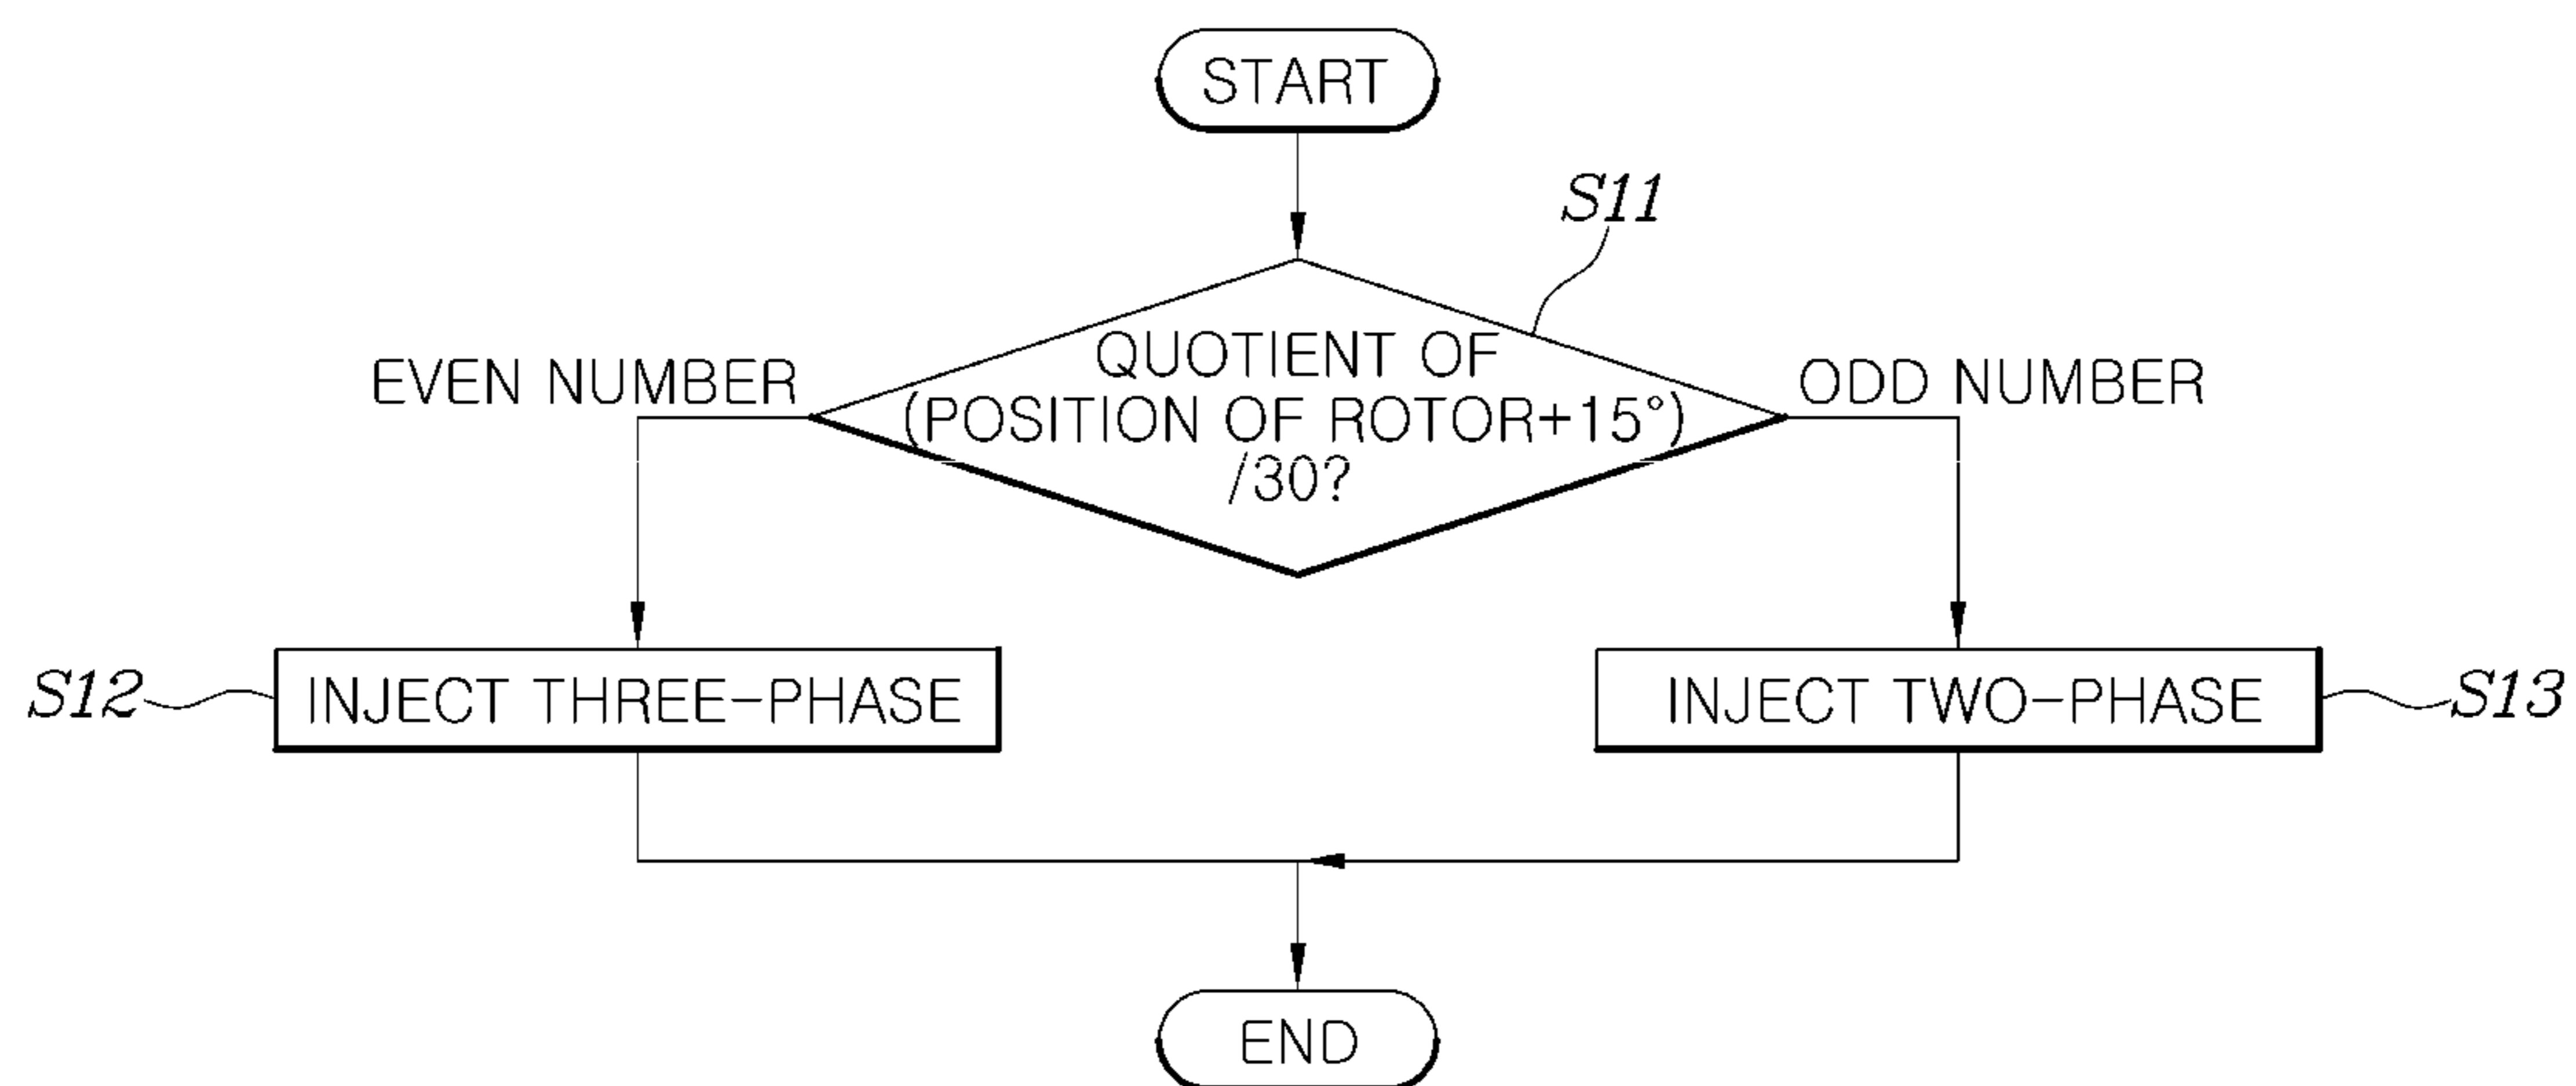 START
S11
QUOTIENT OF
(POSITION OF ROTOR+15°)
/30?
EVEN NUMBER
ODD NUMBER
S12
INJECT THREE-PHASE
INJECT TWO-PHASE
S13
END